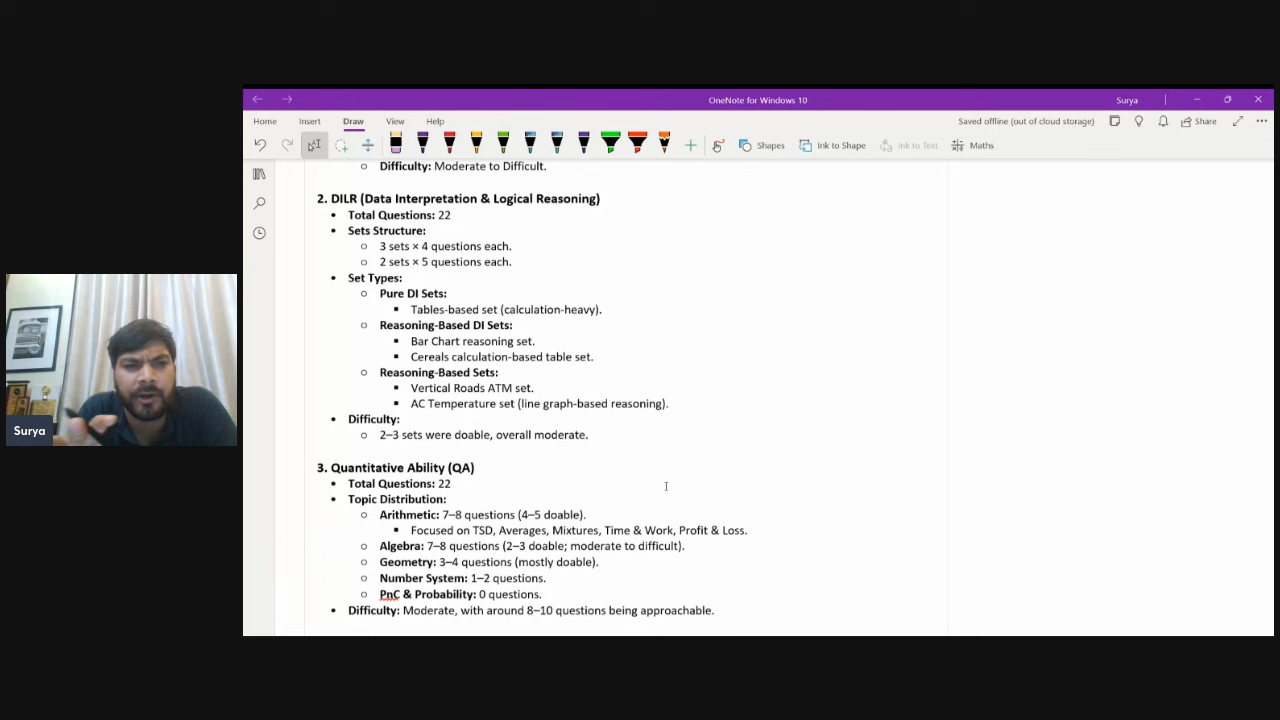 OneNote for Windows 10
Surya
Home Insert Draw View Help
Saved offline (out of cloud storage)
Share
Shapes
Ink to Shape
Ink to Text
Maths
Difficulty: Moderate to Difficult.
2. DILR (Data Interpretation & Logical Reasoning)
Total Questions: 22
Sets Structure:
3 sets × 4 questions each.
2 sets × 5 questions each.
Set Types:
Pure DI Sets:
Tables-based set (calculation-heavy).
Reasoning-Based DI Sets:
Bar Chart reasoning set.
Cereals calculation-based table set.
Reasoning-Based Sets:
Vertical Roads ATM set.
AC Temperature set (line graph-based reasoning).
Difficulty:
2–3 sets were doable, overall moderate.
3. Quantitative Ability (QA)
Total Questions: 22
Topic Distribution:
Arithmetic: 7–8 questions (4–5 doable).
Focused on TSD, Averages, Mixtures, Time & Work, Profit & Loss.
Algebra: 7–8 questions (2–3 doable; moderate to difficult).
Geometry: 3–4 questions (mostly doable).
Number System: 1–2 questions.
PnC & Probability: 0 questions.
Difficulty: Moderate, with around 8–10 questions being approachable.
Surya